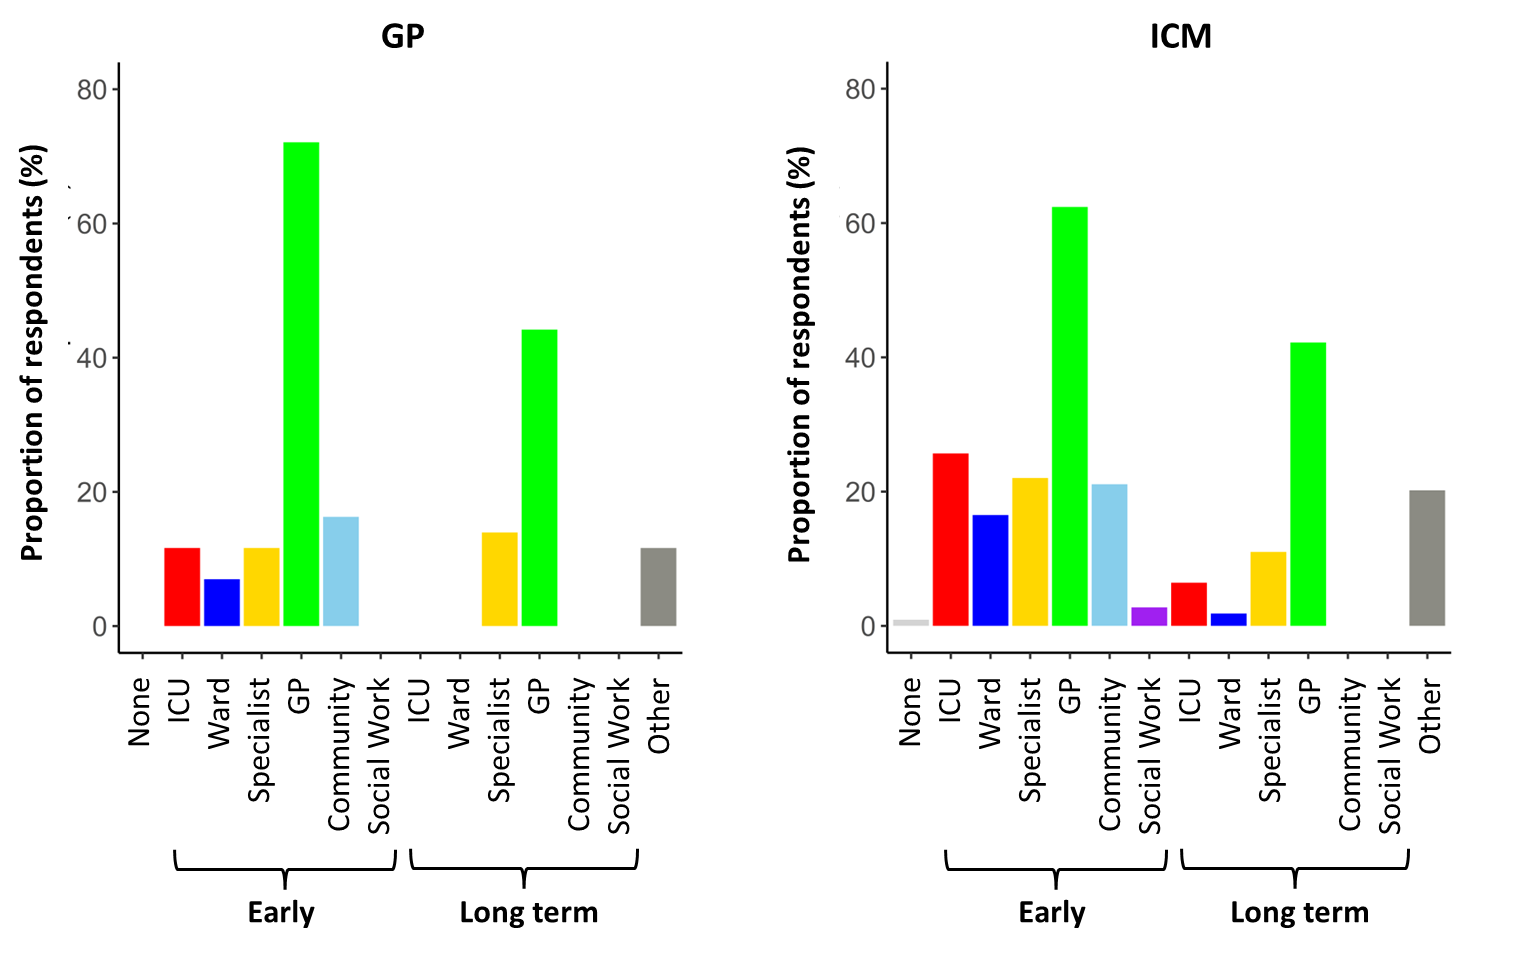 GP
Proportion of respondents (%)
80
60
40
20
0
None
ICU
Ward
Specialist
GP
Community
Social Work
ICU
Ward
Specialist
GP
Community
Social Work
Other
Early
Long term
ICM
Proportion of respondents (%)
80
60
40
20
0
None
ICU
Ward
Specialist
GP
Community
Social Work
ICU
Ward
Specialist
GP
Community
Social Work
Other
Early
Long term